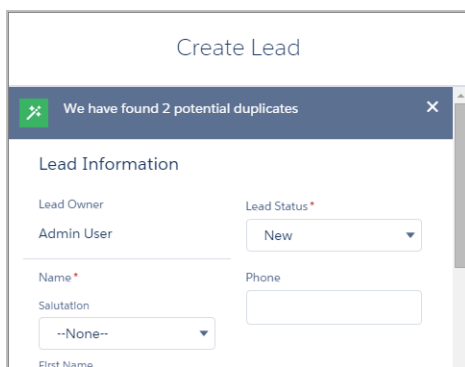 Create Lead
We have found 2 potential duplicates
Lead Information
Lead Owner
Admin User
Lead Status*
New
Name*
Salutation
--None--
Phone
First Name